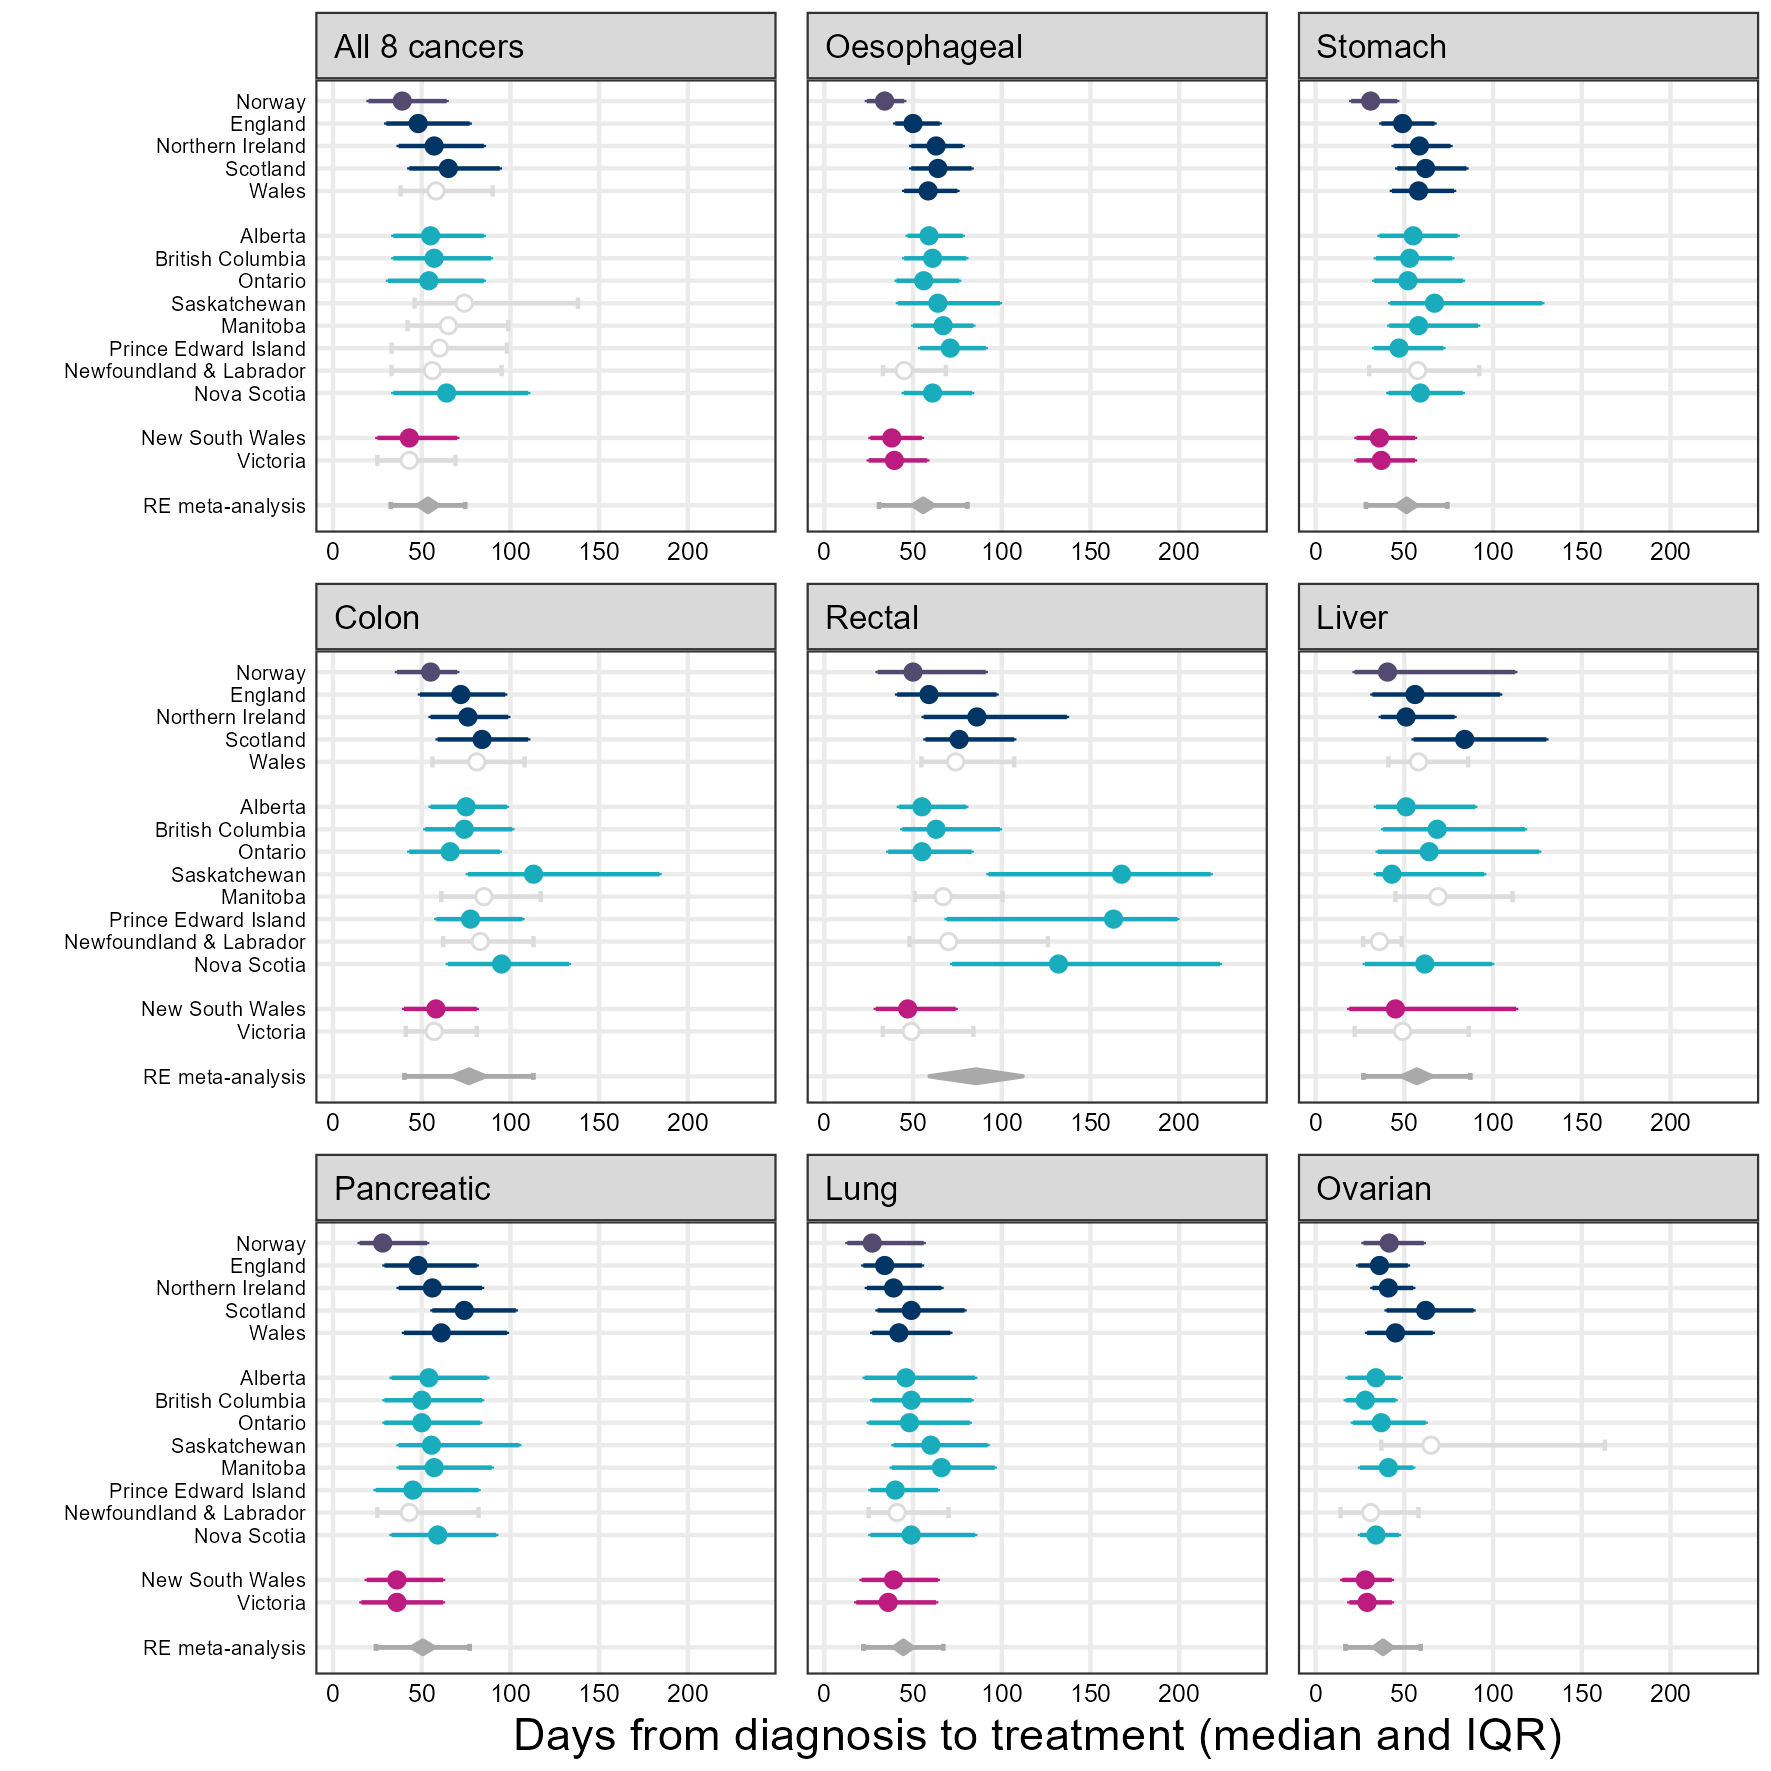 All 8 cancers Oesophageal Stomach
Norway
England
Northern Ireland
Scotland
Wales
Alberta
British Columbia
Ontario
Saskatchewan
Manitoba
Prince Edward Island
Newfoundland & Labrador
Nova Scotia
New South Wales
Victoria
RE meta-analysis
0 50 100 150 200 0 50 100 150 200 0 50 100 150 200
Colon Rectal Liver
Norway
England
Northern Ireland
Scotland
Wales
Alberta
British Columbia
Ontario
Saskatchewan
Manitoba
Prince Edward Island
Newfoundland & Labrador
Nova Scotia
New South Wales
Victoria
RE meta-analysis
0 50 100 150 200 0 50 100 150 200 0 50 100 150 200
Pancreatic Lung Ovarian
Norway
England
Northern Ireland
Scotland
Wales
Alberta
British Columbia
Ontario
Saskatchewan
Manitoba
Prince Edward Island
Newfoundland & Labrador
Nova Scotia
New South Wales
Victoria
RE meta-analysis
0 50 100 150 200 0 50 100 150 200 0 50 100 150 200
Days from diagnosis to treatment (median and IQR)